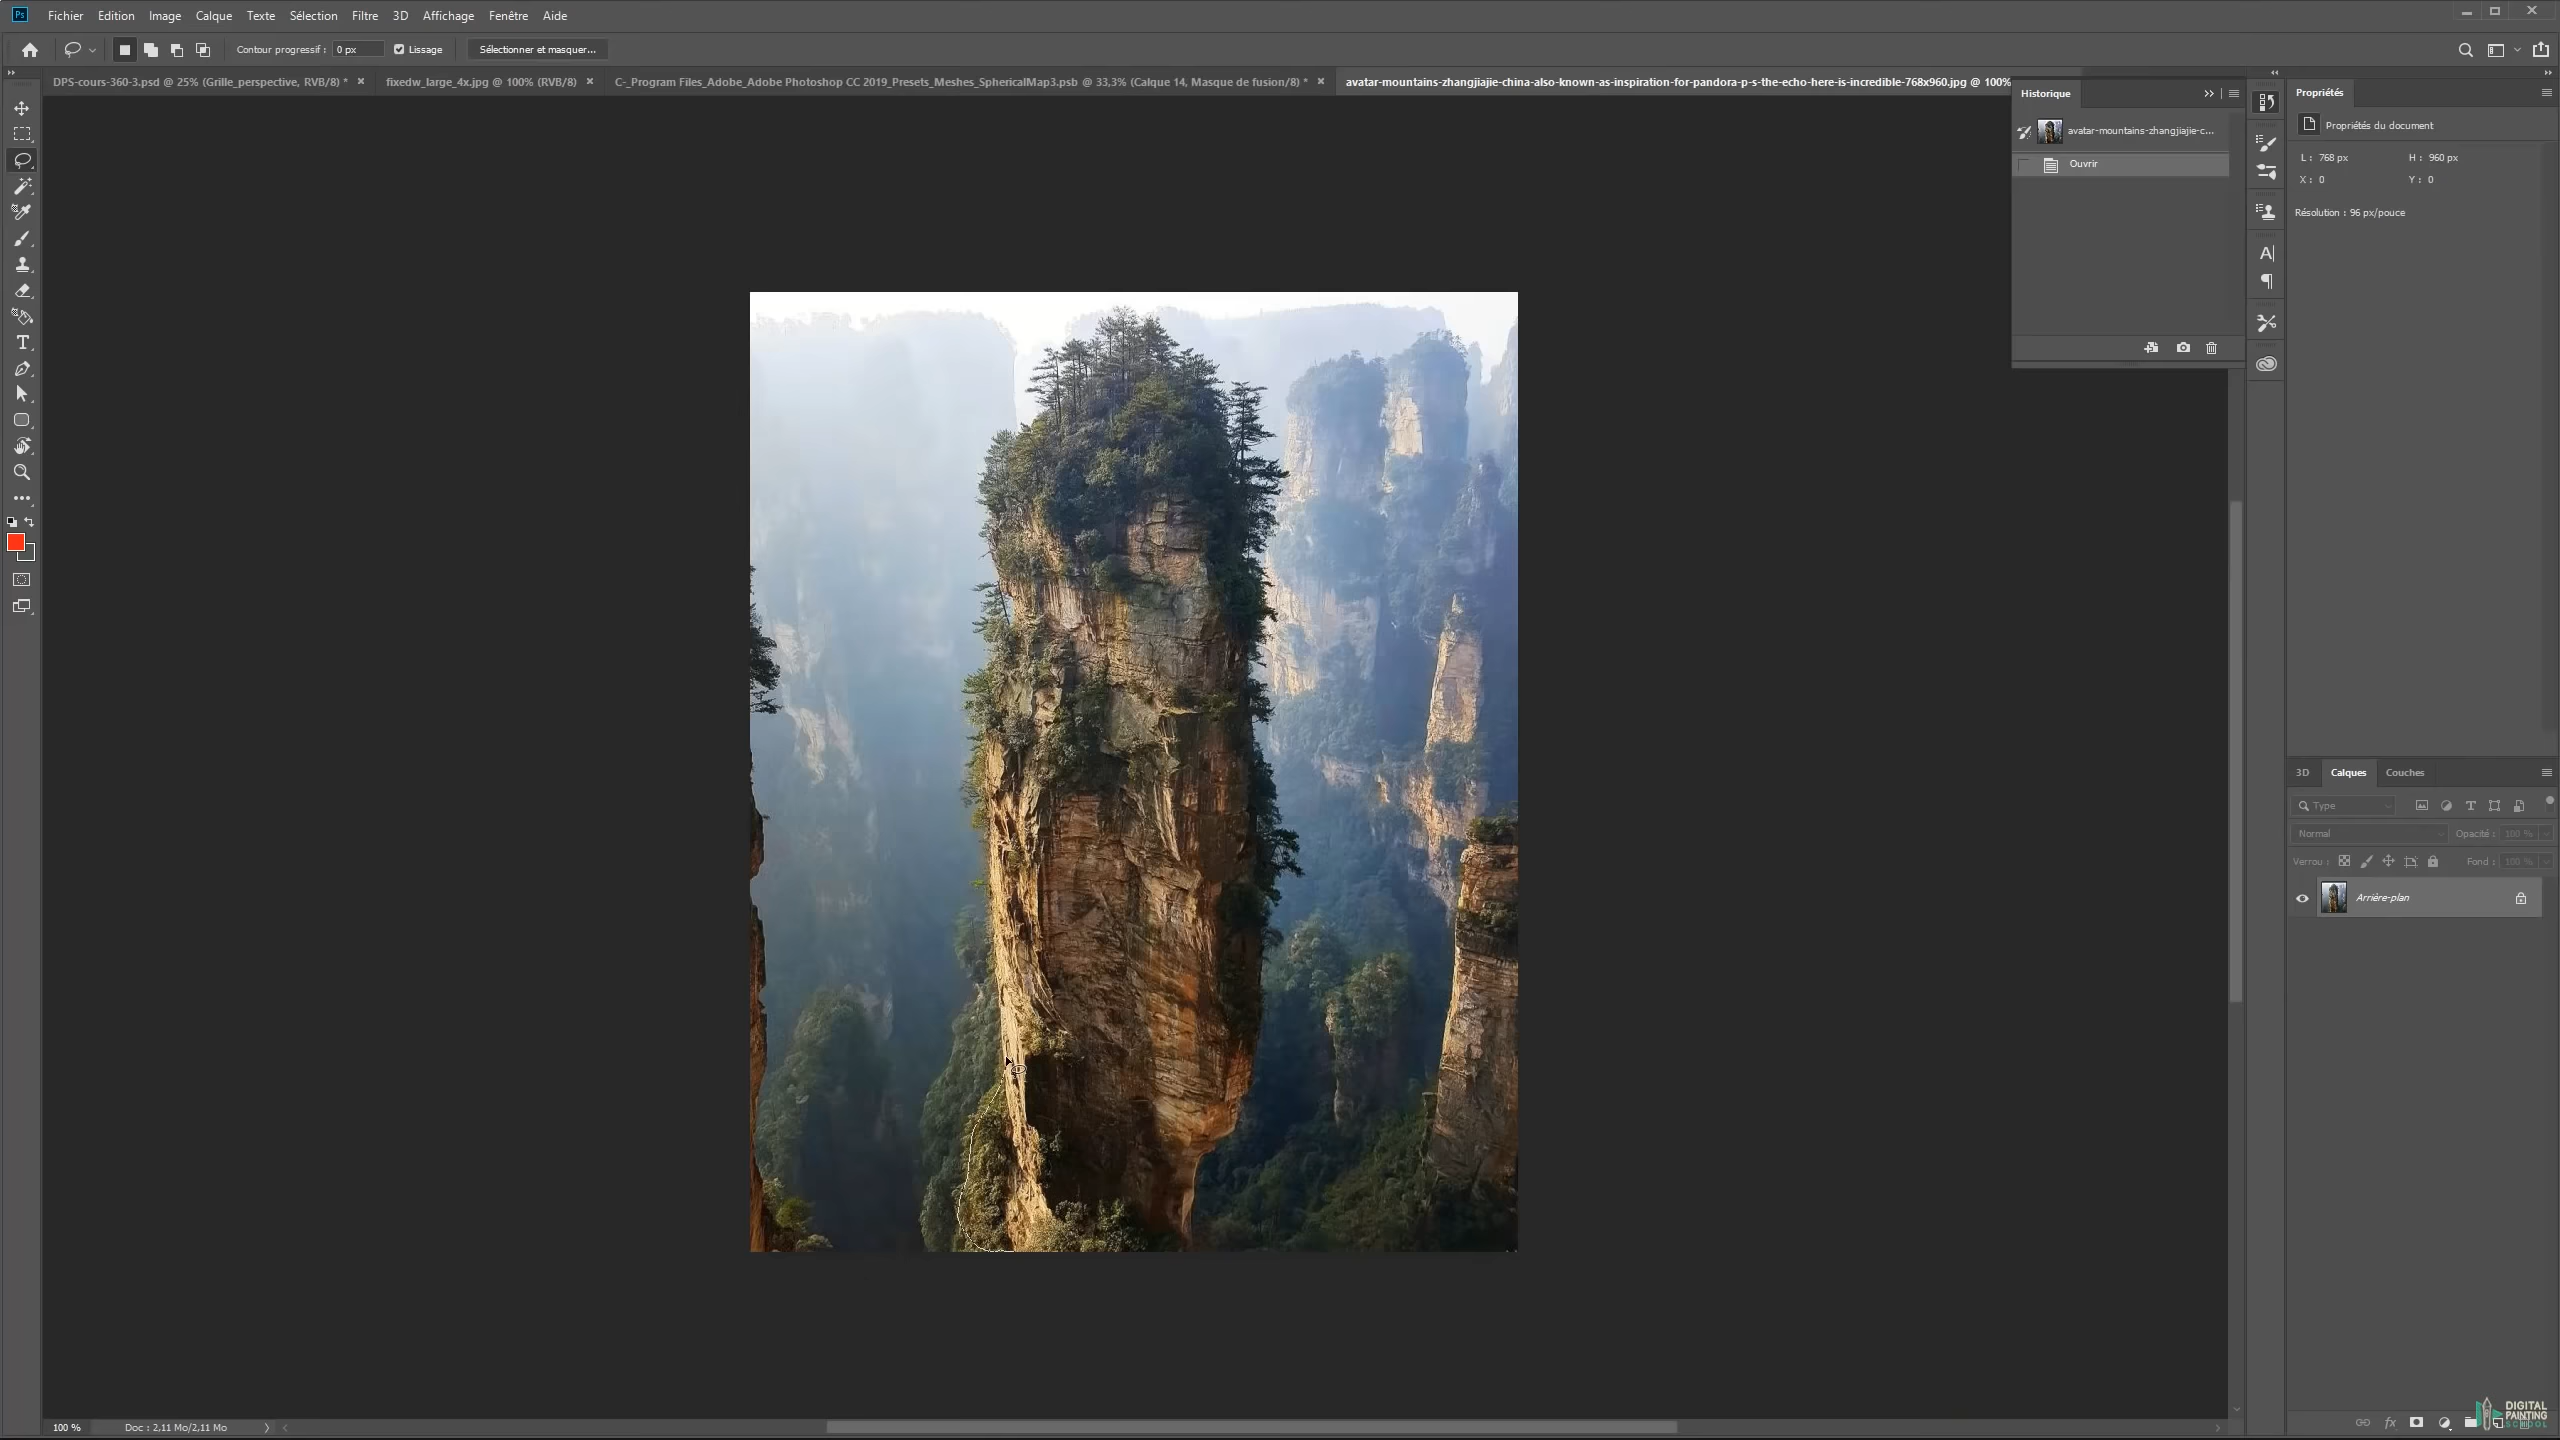 Ps Fichier Edition Image Calque Texte Sélection Filtre 3D Affichage Fenêtre Aide
Contour progressif : 0 px Lissage Sélectionner et masquer...
DPS-cours-360-3.psd @ 25% (Grille_perspective, RVB/8) *
fixedw_large_4x.jpg @ 100% (RVB/8)
C-_Program Files_Adobe_Adobe Photoshop CC 2019_Presets_Meshes_SphericalMap3.psb @ 33,3% (Calque 14, Masque de fusion/8) *
avatar-mountains-zhangjiajie-china-also-known-as-inspiration-for-pandora-p-s-the-echo-here-is-incredible-768x960.jpg @ 100%
Historique
avatar-mountains-zhangjiajie-c...
Ouvrir
Propriétés
Propriétés du document
L : 768 px H : 960 px
X : 0 Y : 0
Résolution : 96 px/pouce
3D Calques Couches
Type
Normal Opacité : 100 %
Verrou : Fond : 100 %
Arrière-plan
fx
100 % Doc : 2,11 Mo/2,11 Mo
DIGITAL
PAINTING
SCHOOL